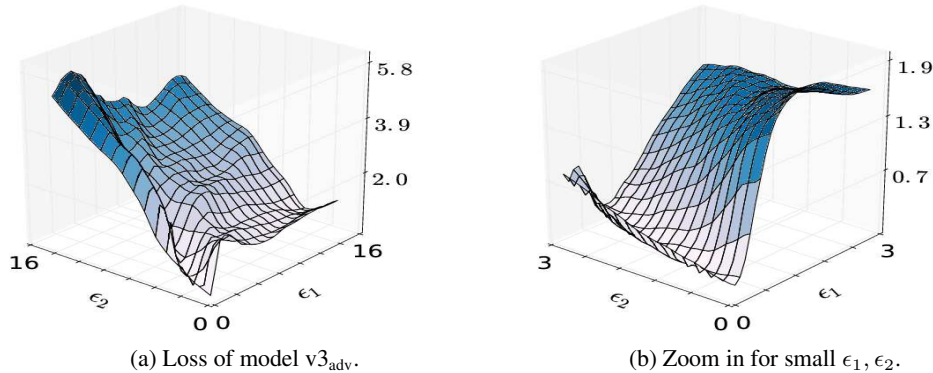 5.8
3.9
2.0
16
16
ϵ₂
ϵ₁
0 0
(a) Loss of model v3adv.
1.9
1.3
0.7
3
3
ϵ₂
ϵ₁
0 0
(b) Zoom in for small ϵ₁, ϵ₂.